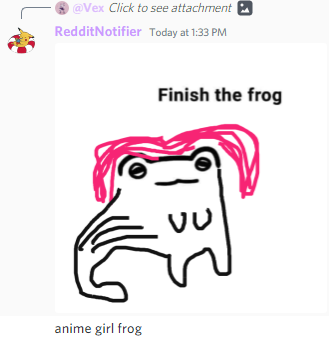 @Vex Click to see attachment
RedditNotifier Today at 1:33 PM
Finish the frog
anime girl frog